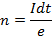 n = Idt/e